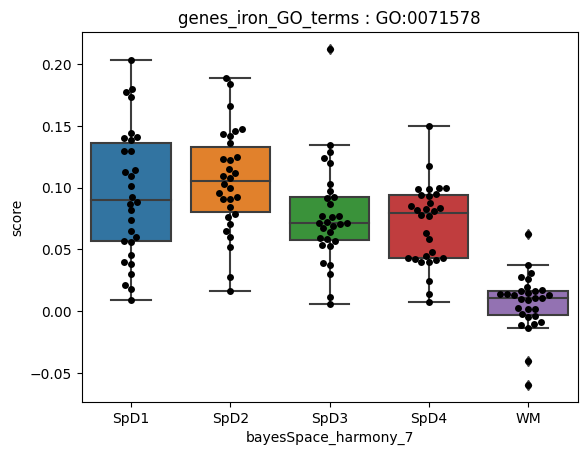 genes_iron_GO_terms : GO:0071578
score
0.20
0.15
0.10
0.05
0.00
−0.05
SpD1 SpD2 SpD3 SpD4 WM
bayesSpace_harmony_7